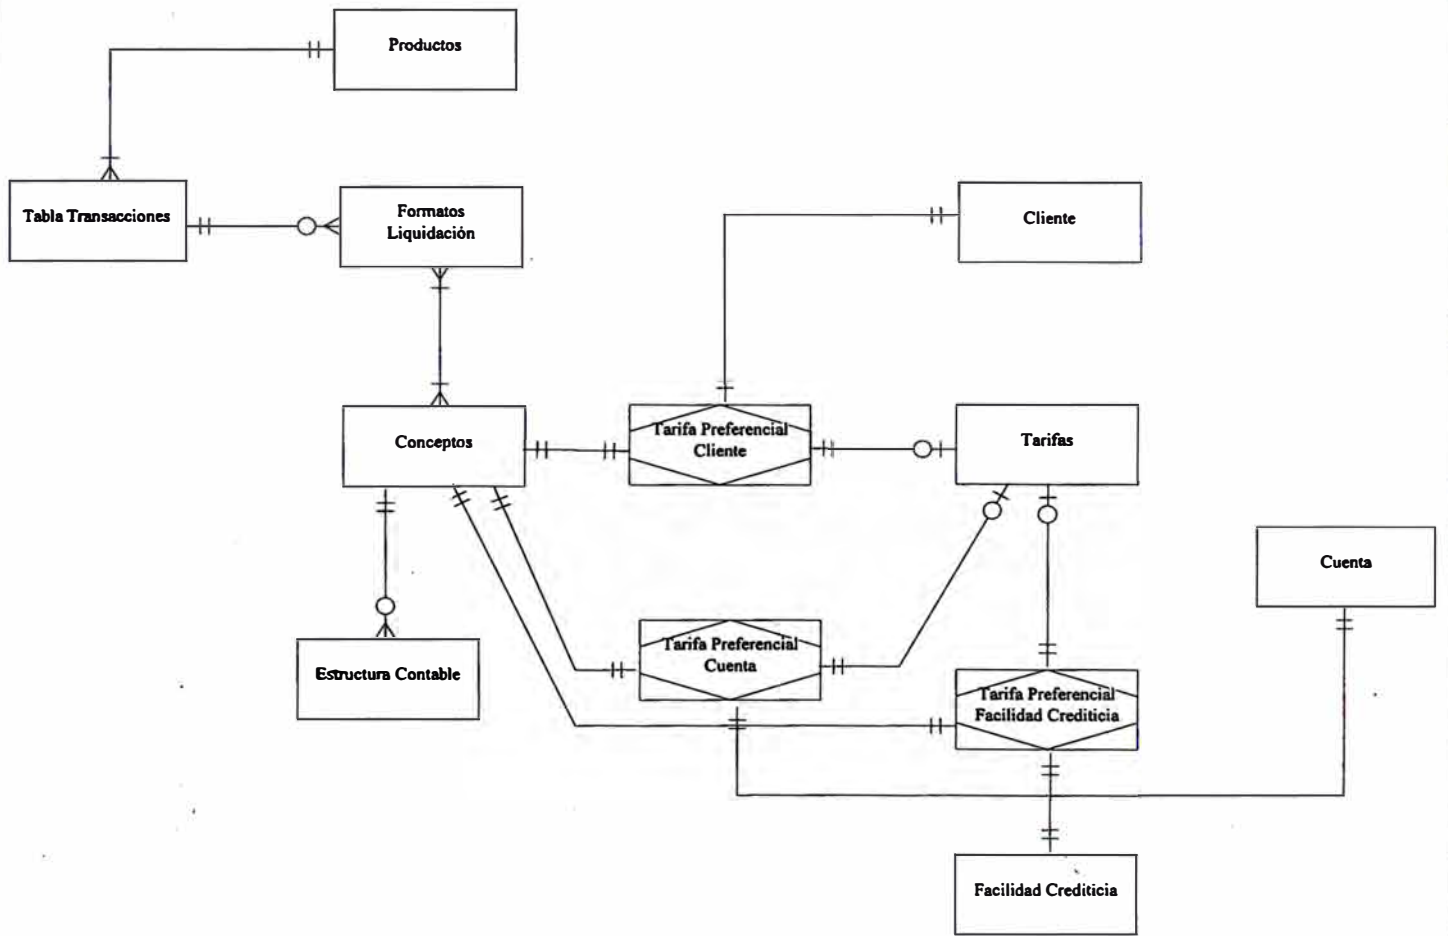 Productos
Tabla Transacciones
Formatos
Liquidación
Cliente
Conceptos
Tarifa Preferencial
Cliente
Tarifas
Cuenta
Estructura Contable
Tarifa Preferencial
Cuenta
Tarifa Preferencial
Facilidad Crediticia
Facilidad Crediticia